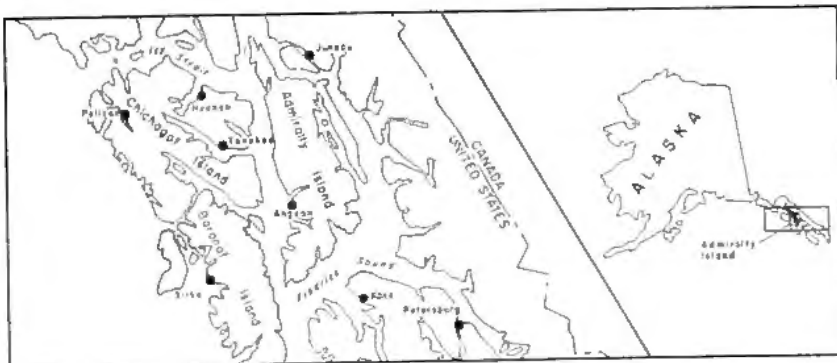 Icy Strait
Juneau
Hoonah
Pelican
Chichagof
Island
Tenakee
Admiralty
Island
Angoon
Baranof
Island
Sitka
Fredrick Sound
Kake
Petersburg
CANADA
UNITED STATES
ALASKA
Admiralty
Island